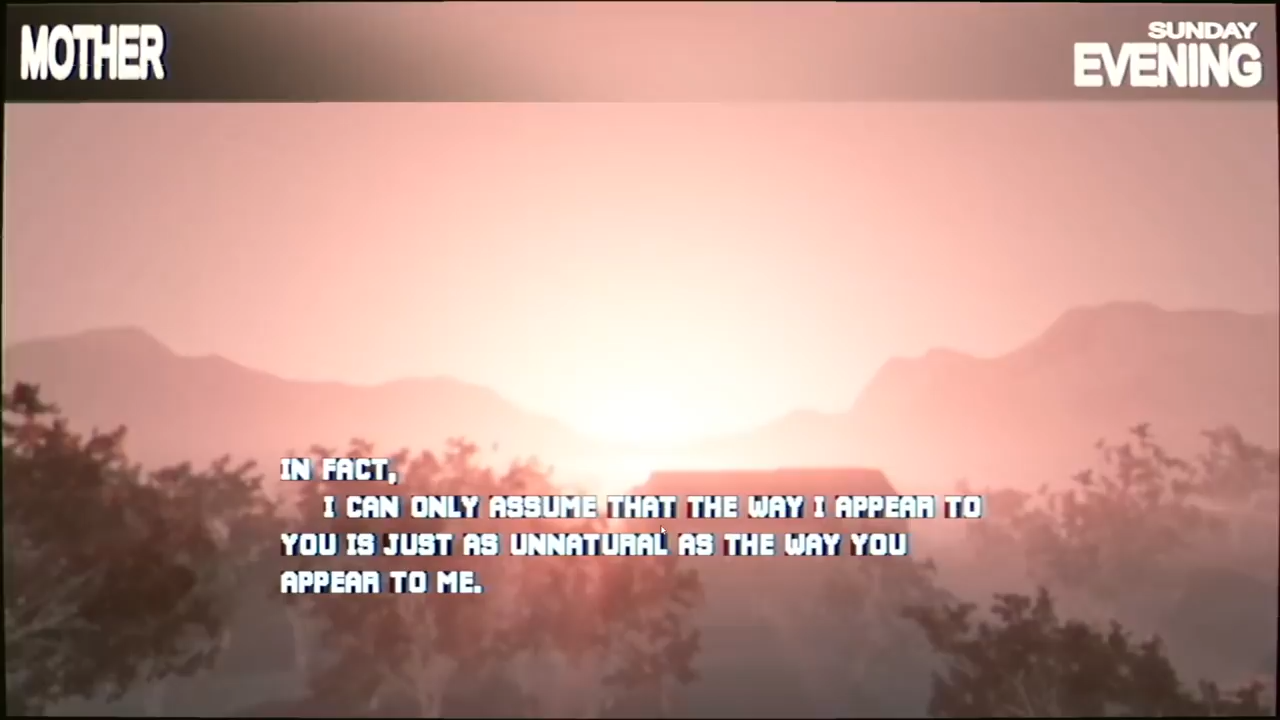 MOTHER
SUNDAY
EVENING
IN FACT,
I CAN ONLY ASSUME THAT THE WAY I APPEAR TO
YOU IS JUST AS UNNATURAL AS THE WAY YOU
APPEAR TO ME.